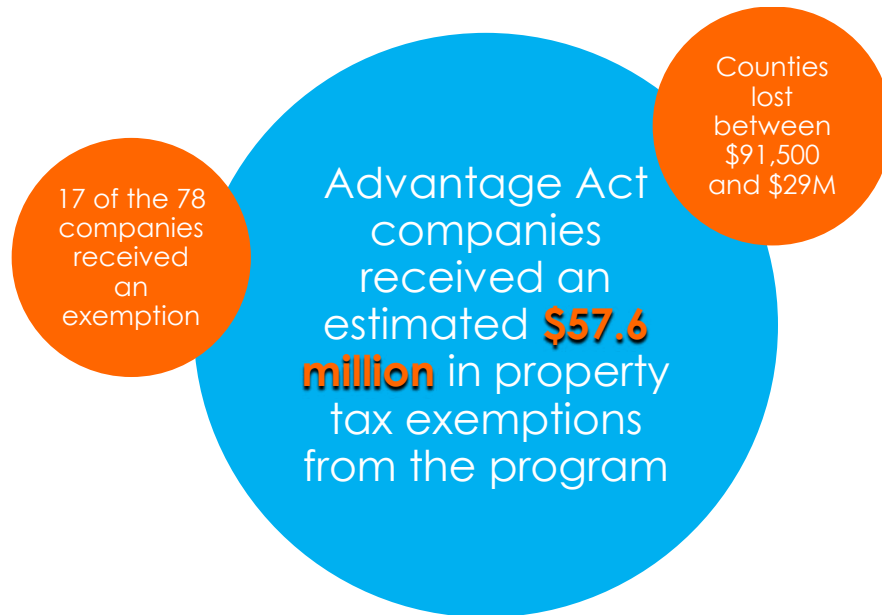 Counties
lost
between
$91,500
and $29M
17 of the 78
companies
received
an
exemption
Advantage Act
companies
received an
estimated $57.6
million in property
tax exemptions
from the program